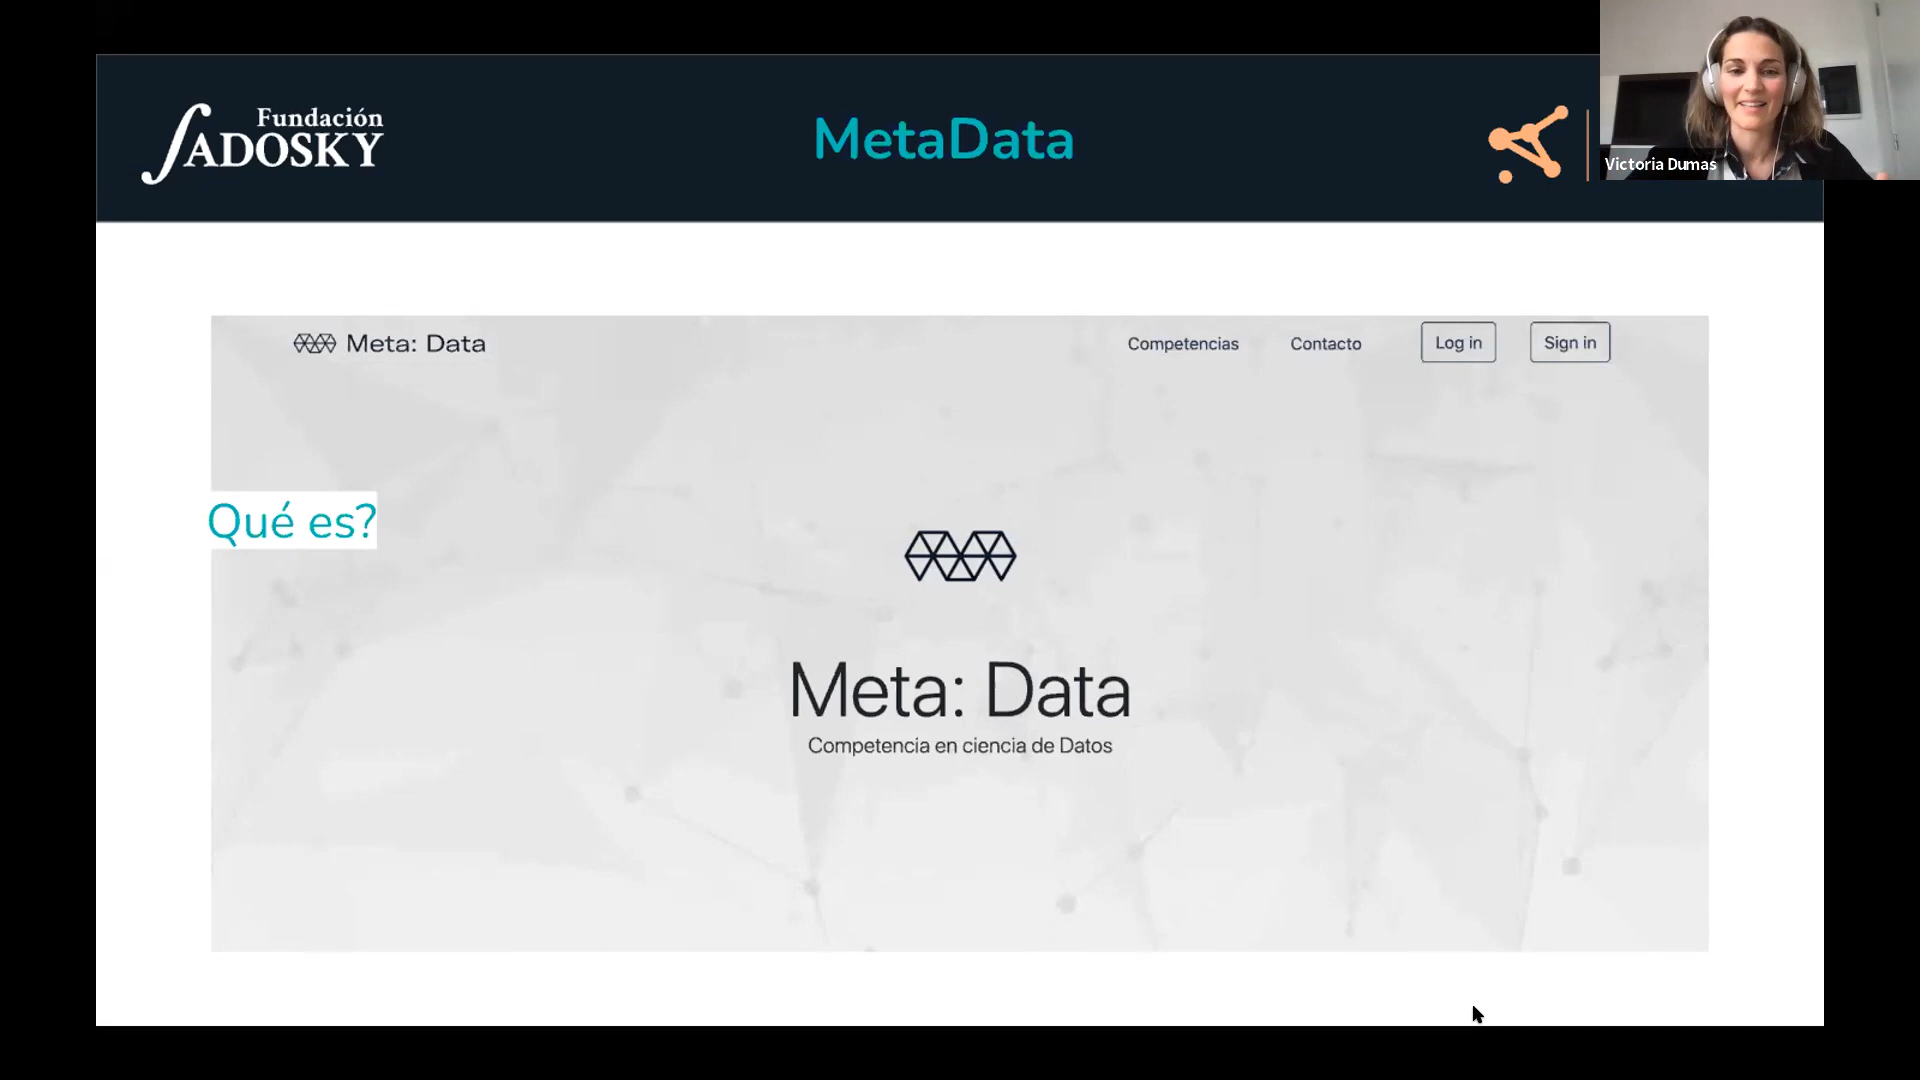 Fundación
SADOSKY
MetaData
Victoria Dumas
Meta: Data
Competencias
Contacto
Log in
Sign in
Qué es?
Meta: Data
Competencia en ciencia de Datos